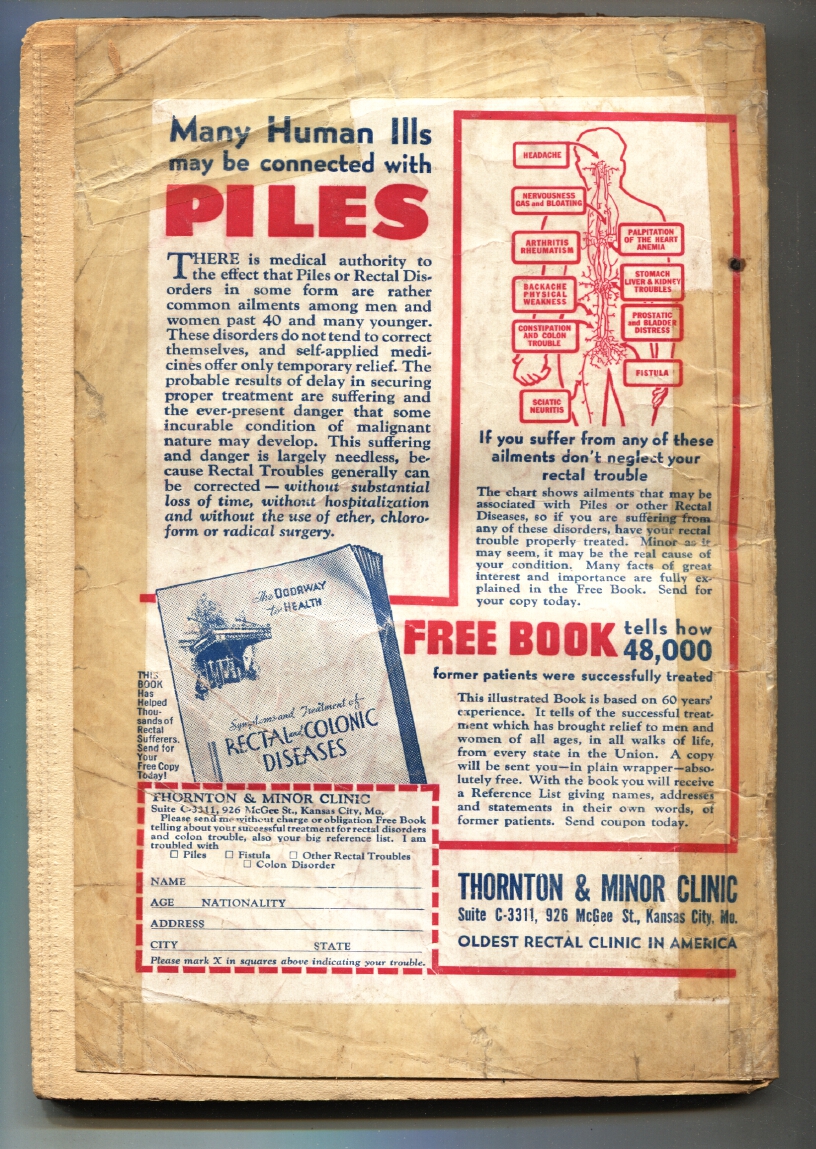 Many Human Ills
may be connected with
PILES
THERE is medical authority to
the effect that Piles or Rectal Dis-
orders in some form are rather
common ailments among men and
women past 40 and many younger.
These disorders do not tend to correct
themselves, and self-applied medi-
cines offer only temporary relief. The
probable results of delay in securing
proper treatment are suffering and
the ever-present danger that some
incurable condition of malignant
nature may develop. This suffering
and danger is largely needless, be-
cause Rectal Troubles generally can
be corrected — without substantial
loss of time, without hospitalization
and without the use of ether, chloro-
form or radical surgery.
HEADACHE
NERVOUSNESS
GAS and BLOATING
ARTHRITIS
RHEUMATISM
BACKACHE
PHYSICAL
WEAKNESS
CONSTIPATION
AND COLON
TROUBLE
SCIATIC
NEURITIS
PALPITATION
OF THE HEART
ANEMIA
STOMACH
LIVER & KIDNEY
TROUBLES
PROSTATIC
and BLADDER
DISTRESS
FISTULA
If you suffer from any of these
ailments don't neglect your
rectal trouble
The chart shows ailments that may be
associated with Piles or other Rectal
Diseases, so if you are suffering from
any of these disorders, have your rectal
trouble properly treated. Minor as it
may seem, it may be the real cause of
your condition. Many facts of great
interest and importance are fully ex-
plained in the Free Book. Send for
your copy today.
The DOORWAY
to HEALTH
Symptoms and Treatment of
RECTAL and COLONIC
DISEASES
THIS
BOOK
Has
Helped
Thou-
sands of
Rectal
Sufferers.
Send for
Your
Free Copy
Today!
FREE BOOK tells how
48,000
former patients were successfully treated
This illustrated Book is based on 60 years'
experience. It tells of the successful treat-
ment which has brought relief to men and
women of all ages, in all walks of life,
from every state in the Union. A copy
will be sent you—in plain wrapper—abso-
lutely free. With the book you will receive
a Reference List giving names, addresses
and statements in their own words, of
former patients. Send coupon today.
THORNTON & MINOR CLINIC
Suite C-3311, 926 McGee St., Kansas City, Mo.
Please send me without charge or obligation Free Book
telling about your successful treatment for rectal disorders
and colon trouble, also your big reference list. I am
troubled with
☐ Piles ☐ Fistula ☐ Other Rectal Troubles
☐ Colon Disorder
NAME
AGE NATIONALITY
ADDRESS
CITY STATE
Please mark X in squares above indicating your trouble.
THORNTON & MINOR CLINIC
Suite C-3311, 926 McGee St., Kansas City, Mo.
OLDEST RECTAL CLINIC IN AMERICA